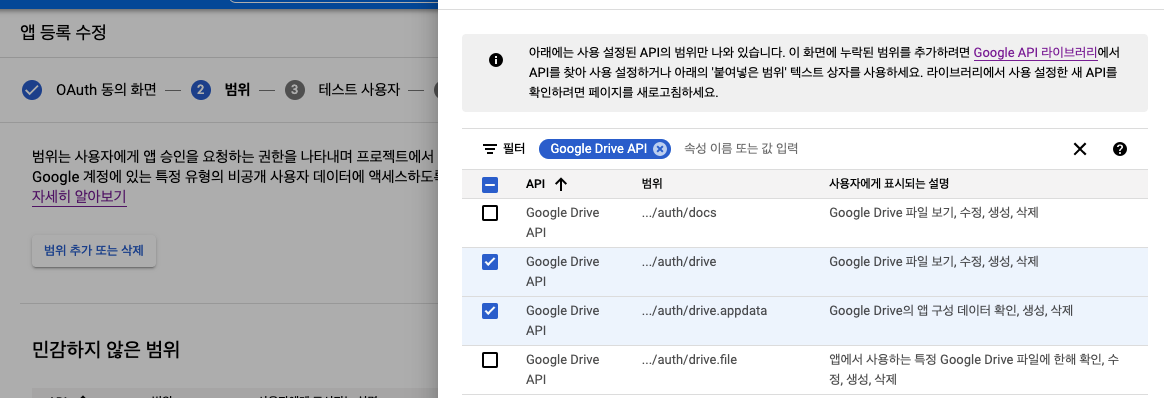 앱 등록 수정
OAuth 동의 화면 — 2 범위 — 3 테스트 사용자
범위는 사용자에게 앱 승인을 요청하는 권한을 나타내며 프로젝트에서
Google 계정에 있는 특정 유형의 비공개 사용자 데이터에 액세스하도록
자세히 알아보기
범위 추가 또는 삭제
민감하지 않은 범위
아래에는 사용 설정된 API의 범위만 나와 있습니다. 이 화면에 누락된 범위를 추가하려면 Google API 라이브러리에서
API를 찾아 사용 설정하거나 아래의 '붙여넣은 범위' 텍스트 상자를 사용하세요. 라이브러리에서 사용 설정한 새 API를
확인하려면 페이지를 새로고침하세요.
필터 Google Drive API 속성 이름 또는 값 입력
API 범위 사용자에게 표시되는 설명
Google Drive .../auth/docs Google Drive 파일 보기, 수정, 생성, 삭제
API
Google Drive .../auth/drive Google Drive 파일 보기, 수정, 생성, 삭제
API
Google Drive .../auth/drive.appdata Google Drive의 앱 구성 데이터 확인, 생성, 삭제
API
Google Drive .../auth/drive.file 앱에서 사용하는 특정 Google Drive 파일에 한해 확인, 수
API 정, 생성, 삭제